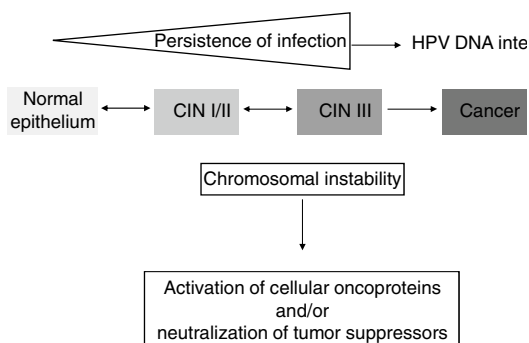 Persistence of infection
HPV DNA inte
Normal
epithelium
CIN I/II
CIN III
Cancer
Chromosomal instability
Activation of cellular oncoproteins
and/or
neutralization of tumor suppressors